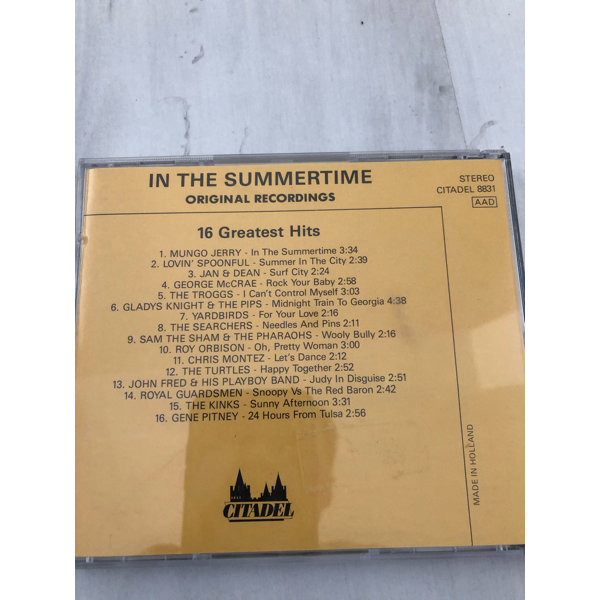 IN THE SUMMERTIME
ORIGINAL RECORDINGS
STEREO
CITADEL 8831
AAD
16 Greatest Hits
1. MUNGO JERRY - In The Summertime 3:34
2. LOVIN' SPOONFUL - Summer In The City 2:39
3. JAN & DEAN - Surf City 2:24
4. GEORGE McCRAE - Rock Your Baby 2:58
5. THE TROGGS - I Can't Control Myself 3:03
6. GLADYS KNIGHT & THE PIPS - Midnight Train To Georgia 4:38
7. YARDBIRDS - For Your Love 2:16
8. THE SEARCHERS - Needles And Pins 2:11
9. SAM THE SHAM & THE PHARAOHS - Wooly Bully 2:16
10. ROY ORBISON - Oh, Pretty Woman 3:00
11. CHRIS MONTEZ - Let's Dance 2:12
12. THE TURTLES - Happy Together 2:52
13. JOHN FRED & HIS PLAYBOY BAND - Judy In Disguise 2:51
14. ROYAL GUARDSMEN - Snoopy Vs The Red Baron 2:42
15. THE KINKS - Sunny Afternoon 3:31
16. GENE PITNEY - 24 Hours From Tulsa 2:56
MADE IN HOLLAND
CITADEL